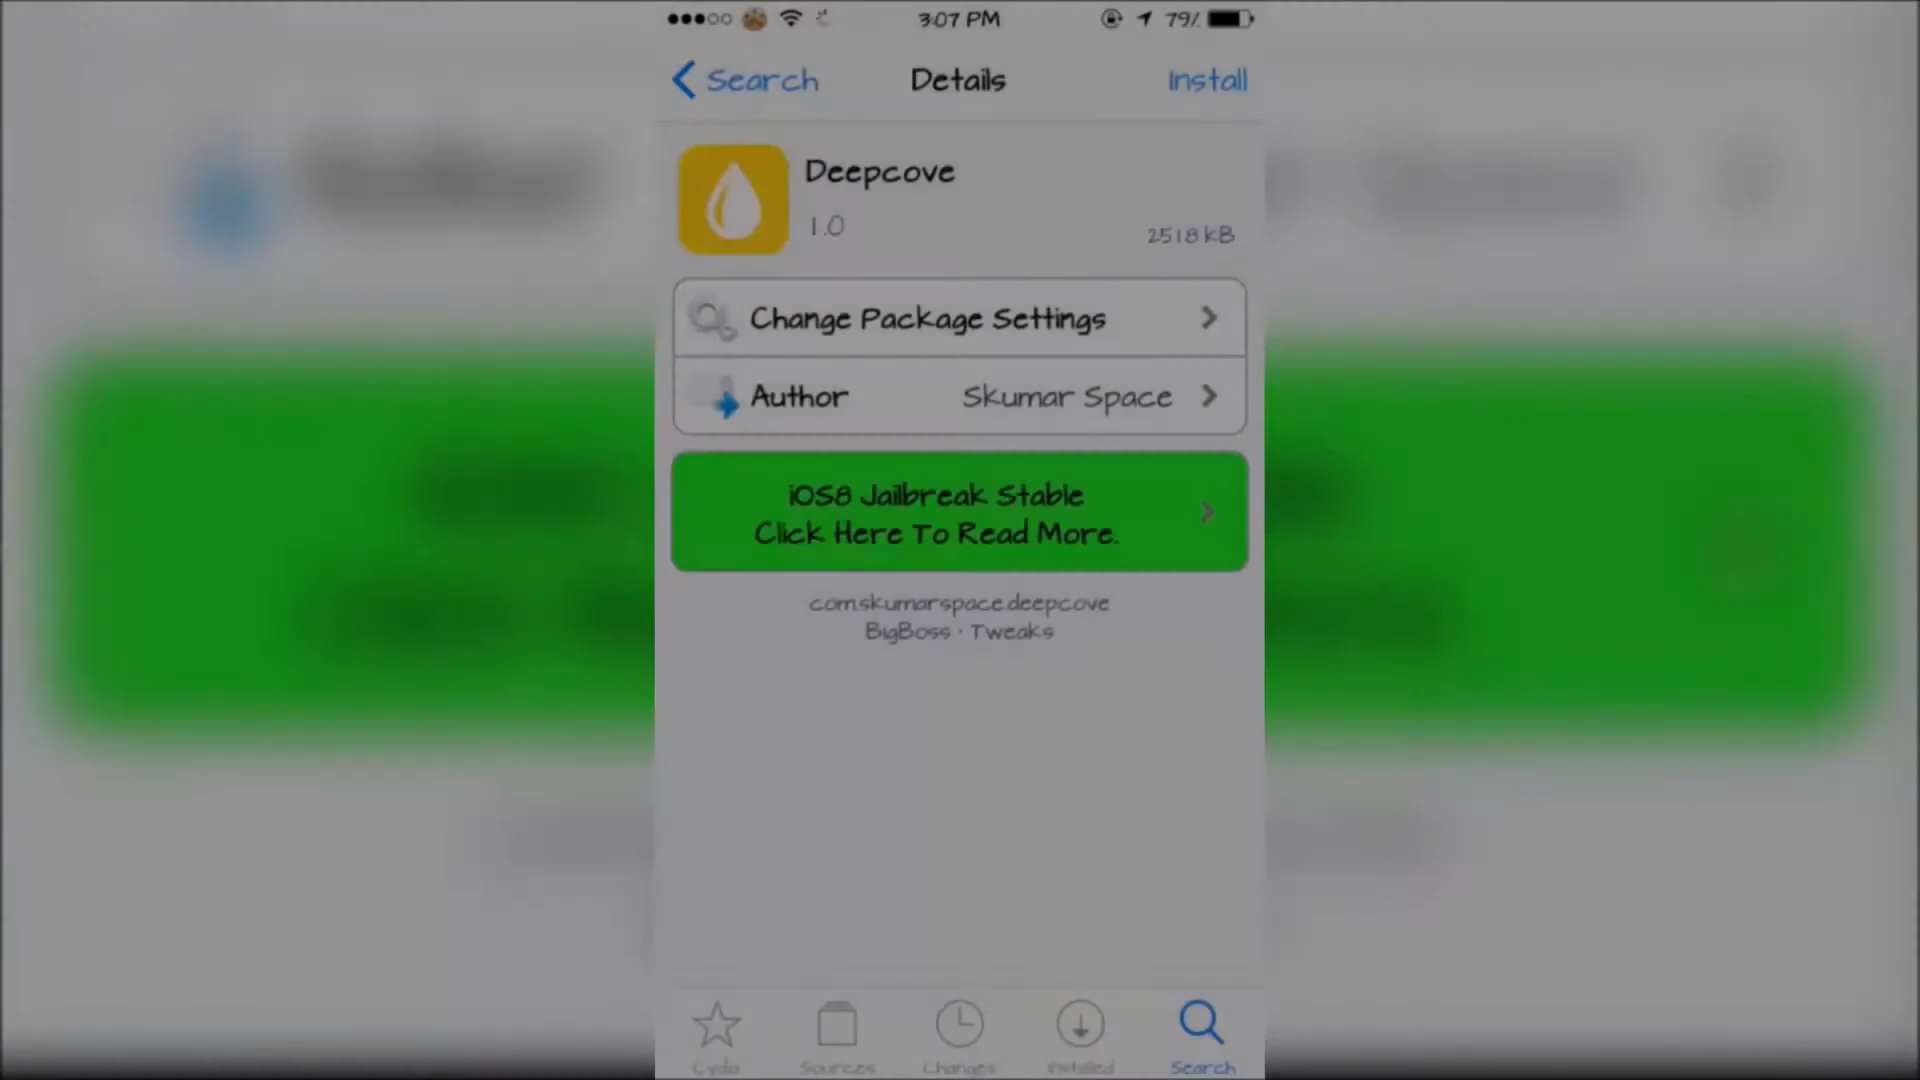 3:07 PM
79%
Search
Details
Install
Deepcove
1.0
2518 kB
Change Package Settings
Author
Skumar Space
iOS8 Jailbreak Stable
Click Here To Read More.
com.skumarspace.deepcove
BigBoss · Tweaks
Cydia
Sources
Changes
Installed
Search